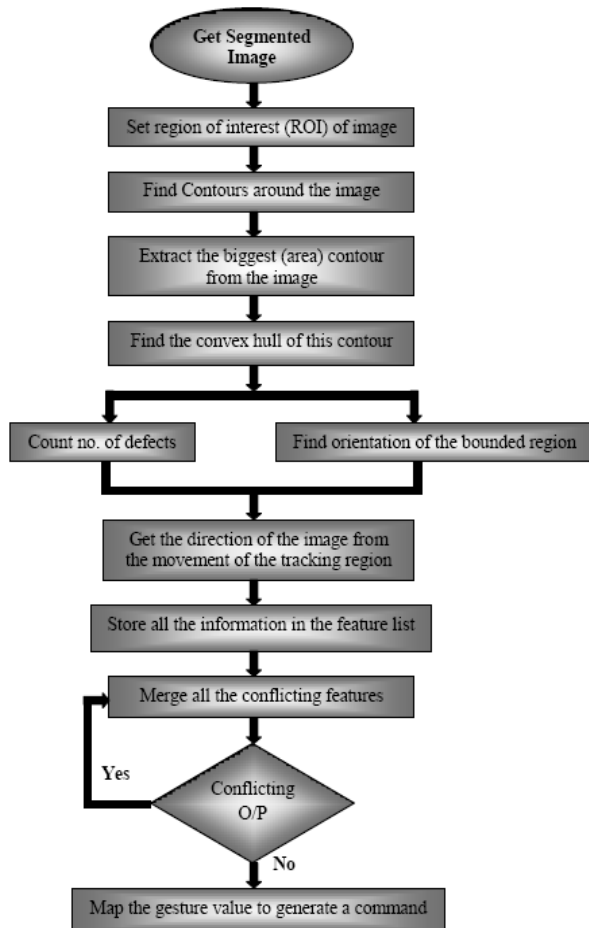 Get Segmented
Image
Set region of interest (ROI) of image
Find Contours around the image
Extract the biggest (area) contour
from the image
Find the convex hull of this contour
Count no. of defects
Find orientation of the bounded region
Get the direction of the image from
the movement of the tracking region
Store all the information in the feature list
Merge all the conflicting features
Yes
Conflicting
O/P
No
Map the gesture value to generate a command